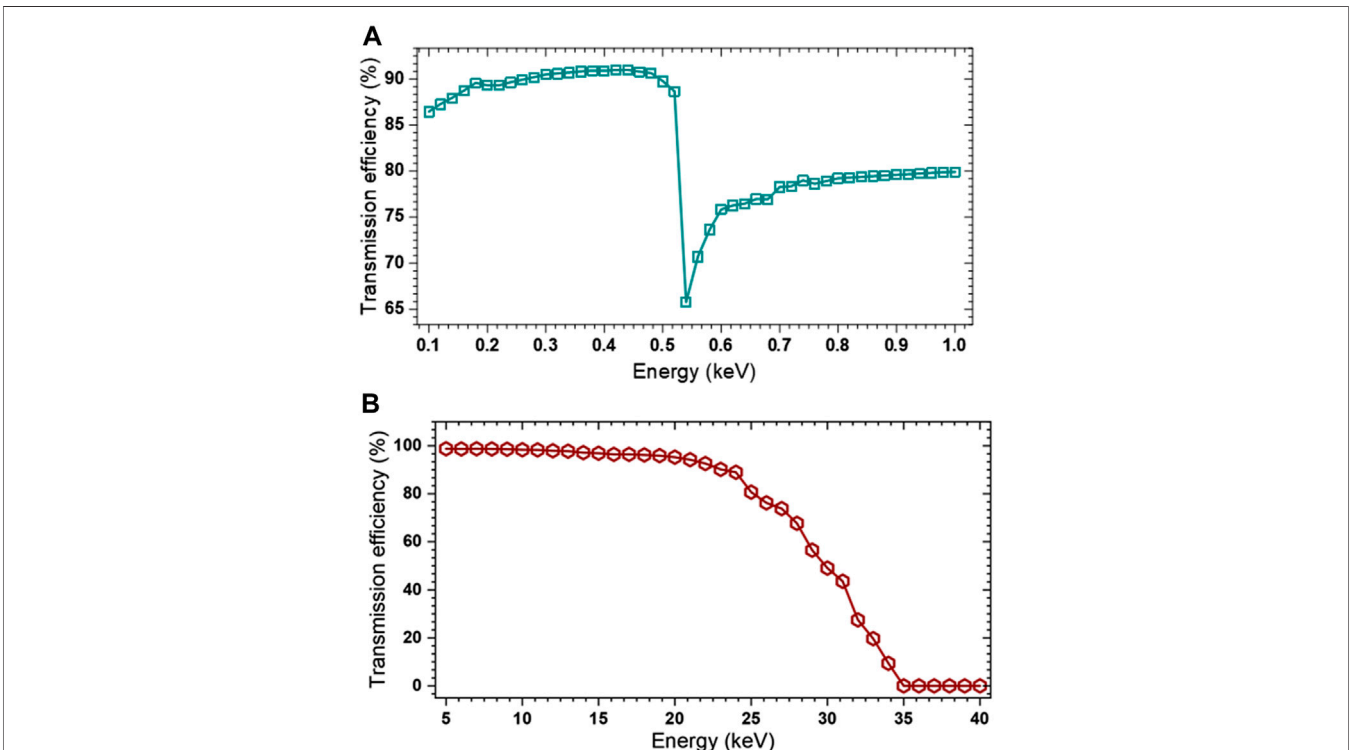 A
Transmission efficiency (%)
90
85
80
75
70
65
0.1 0.2 0.3 0.4 0.5 0.6 0.7 0.8 0.9 1.0
Energy (keV)
B
Transmission efficiency (%)
100
80
60
40
20
0
5 10 15 20 25 30 35 40
Energy (keV)